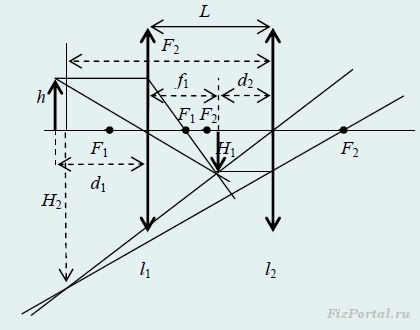 L
F₂
f₁ d₂
h
F₁ F₂
F₁ H₁ F₂
d₁
H₂
l₁ l₂
FizPortal.ru